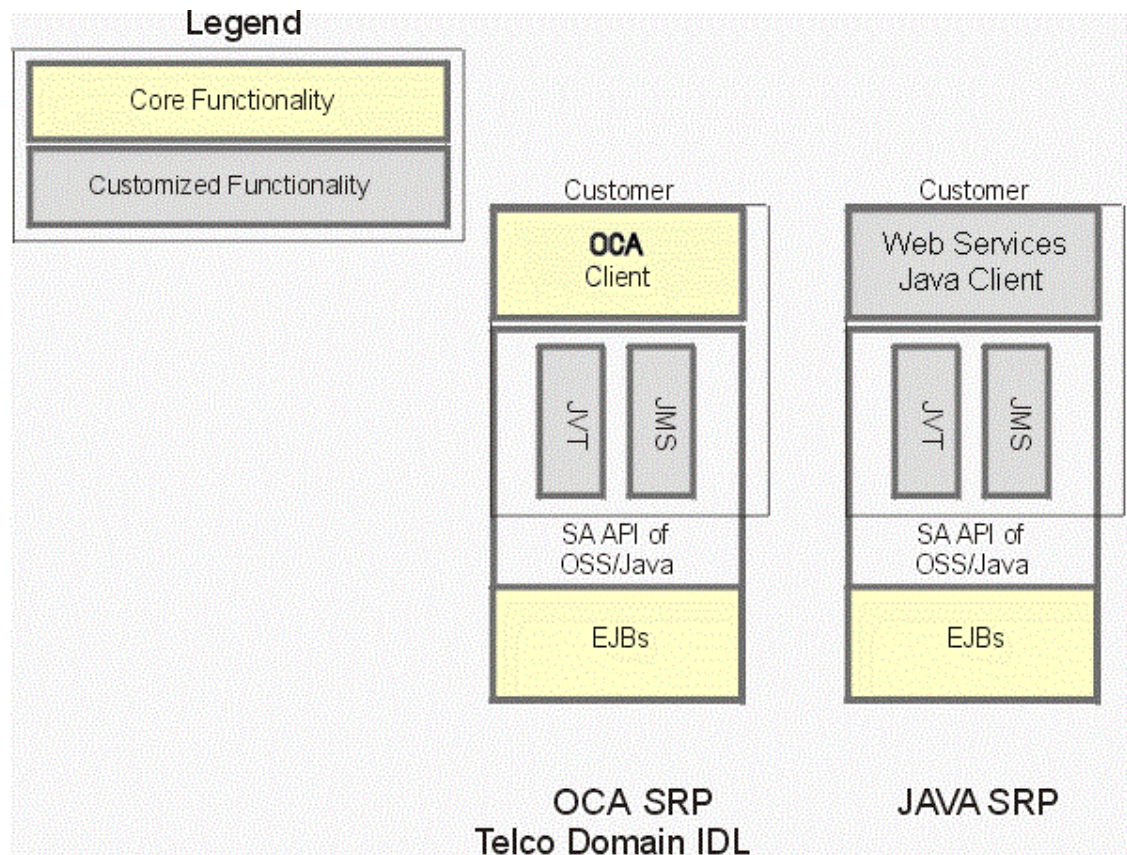 Legend
Core Functionality
Customized Functionality
Customer
OCA
Client
JVT
JMS
SA API of
OSS/Java
EJBs
OCA SRP
Telco Domain IDL
Customer
Web Services
Java Client
JVT
JMS
SA API of
OSS/Java
EJBs
JAVA SRP